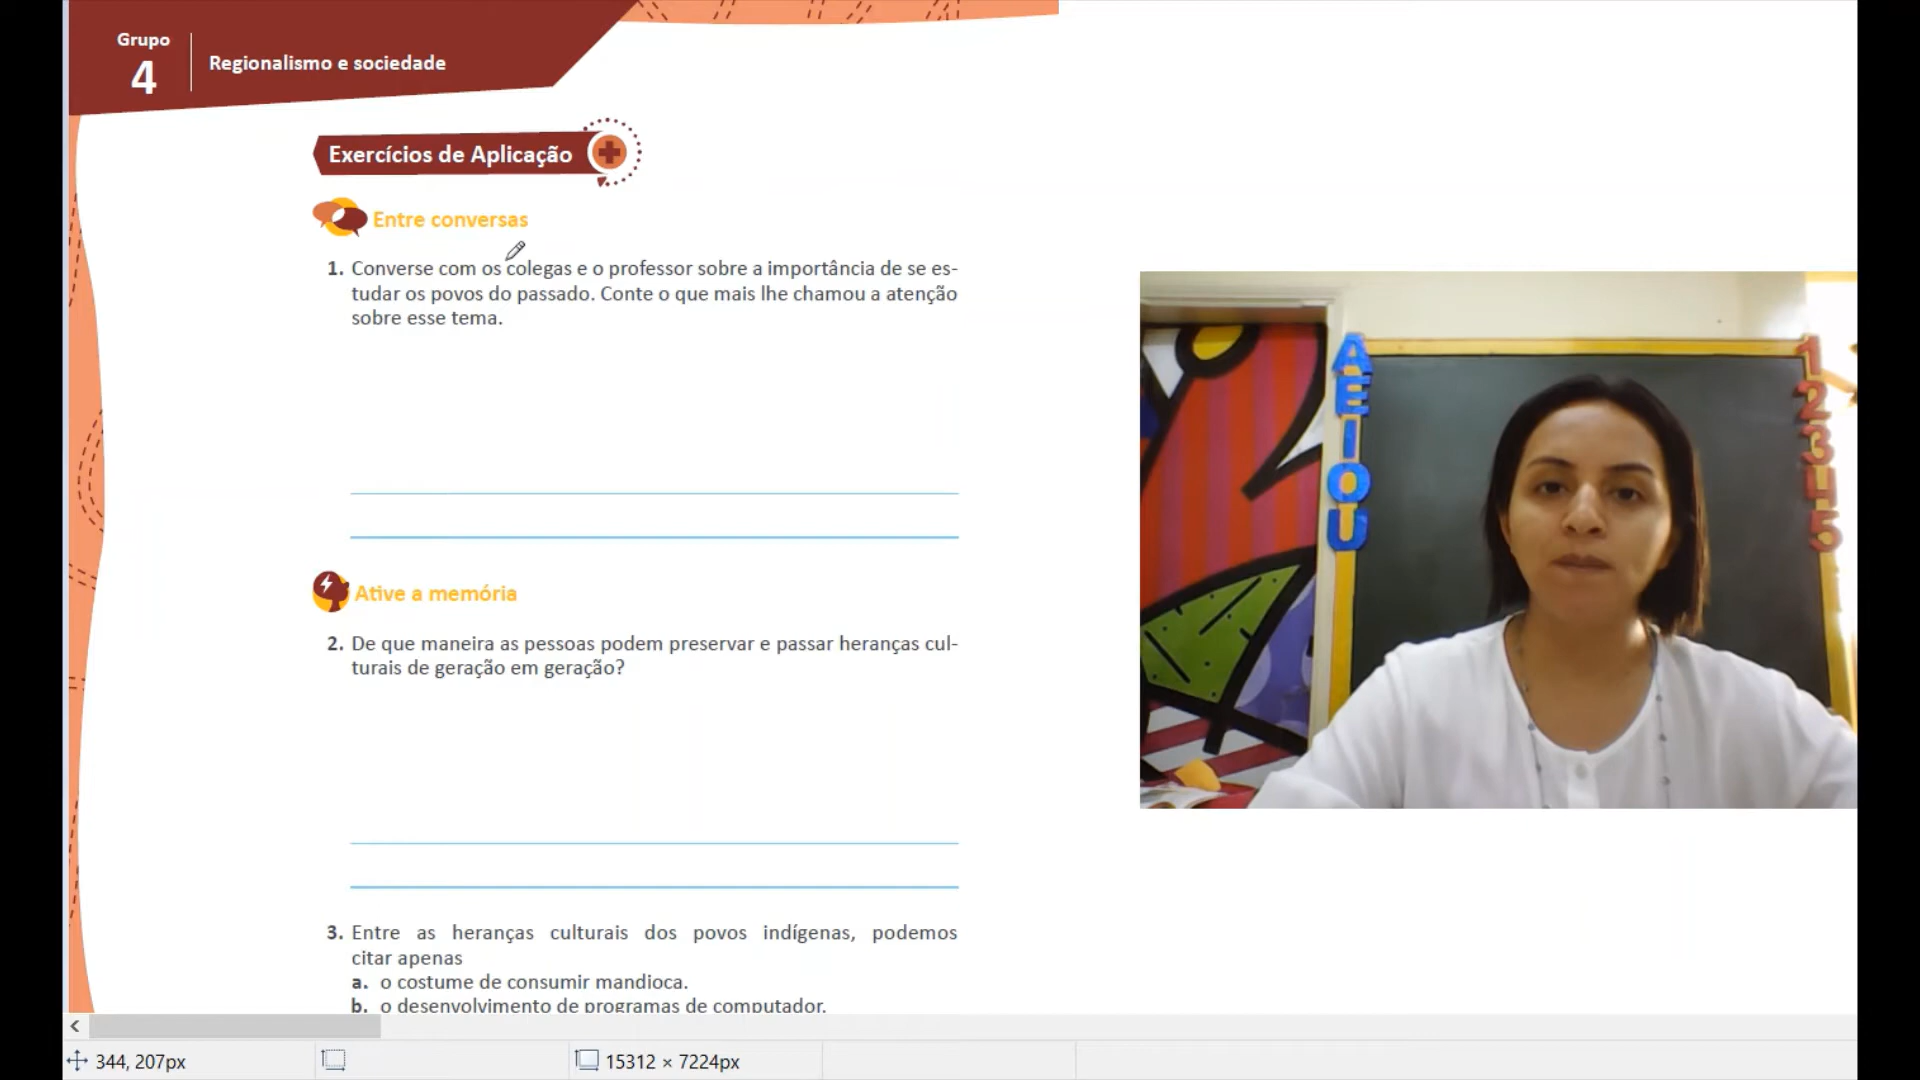 Grupo
4
Regionalismo e sociedade
Exercícios de Aplicação
Entre conversas
1. Converse com os colegas e o professor sobre a importância de se es-
tudar os povos do passado. Conte o que mais lhe chamou a atenção
sobre esse tema.
Ative a memória
2. De que maneira as pessoas podem preservar e passar heranças cul-
turais de geração em geração?
3. Entre as heranças culturais dos povos indígenas, podemos
citar apenas
a. o costume de consumir mandioca.
b. o desenvolvimento de programas de computador.
A
E
I
O
U
1
2
3
4
5
344, 207px
15312 × 7224px